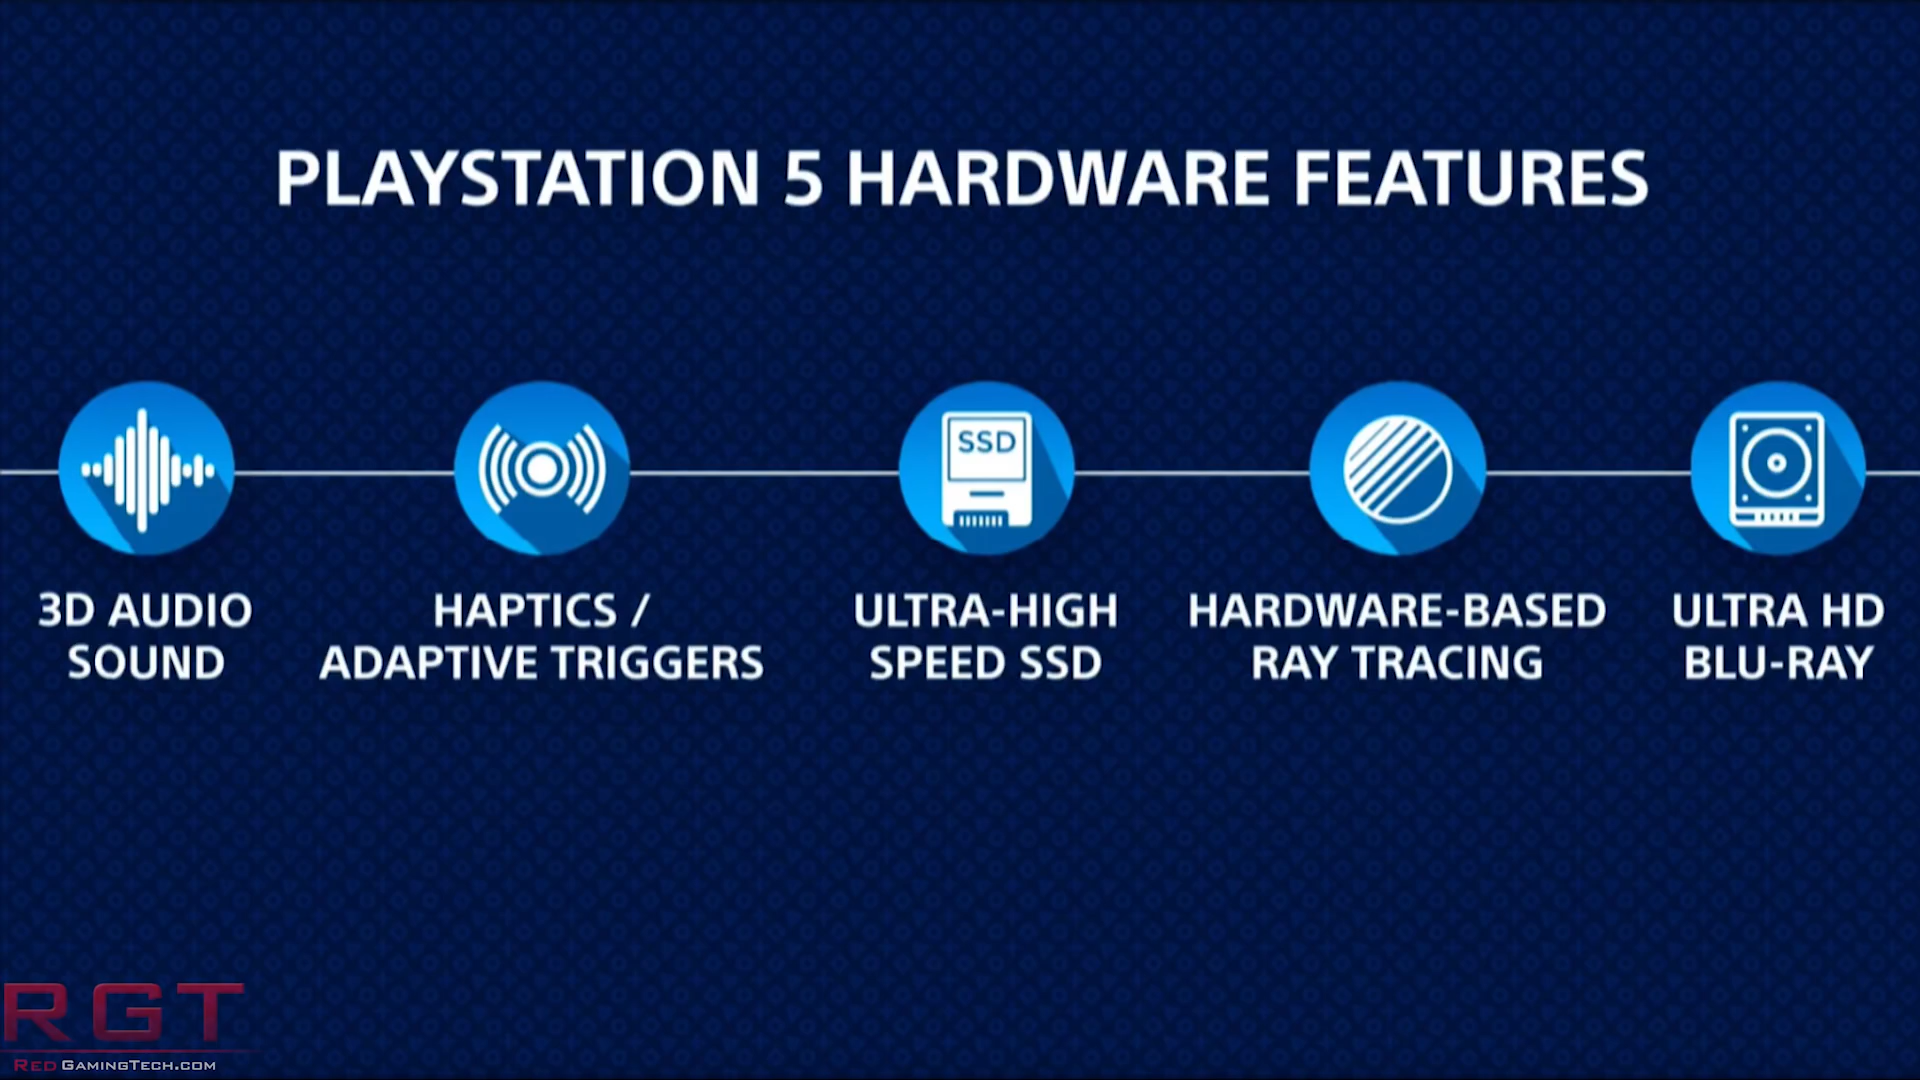 PLAYSTATION 5 HARDWARE FEATURES
SSD
3D AUDIO
SOUND
HAPTICS /
ADAPTIVE TRIGGERS
ULTRA-HIGH
SPEED SSD
HARDWARE-BASED
RAY TRACING
ULTRA HD
BLU-RAY
RGT
RED GAMINGTECH.COM